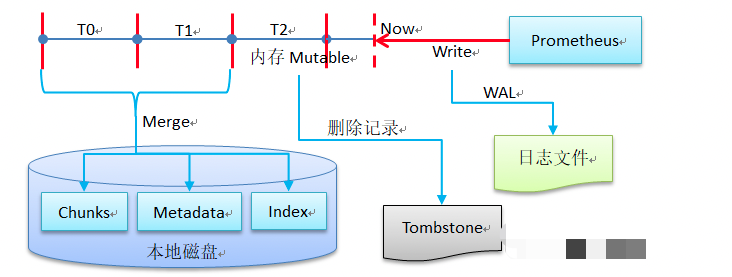 T0
T1
T2
Now
Prometheus
内存 Mutable
Write
WAL
Merge
删除记录
日志文件
Chunks
Metadata
Index
Tombstone
本地磁盘